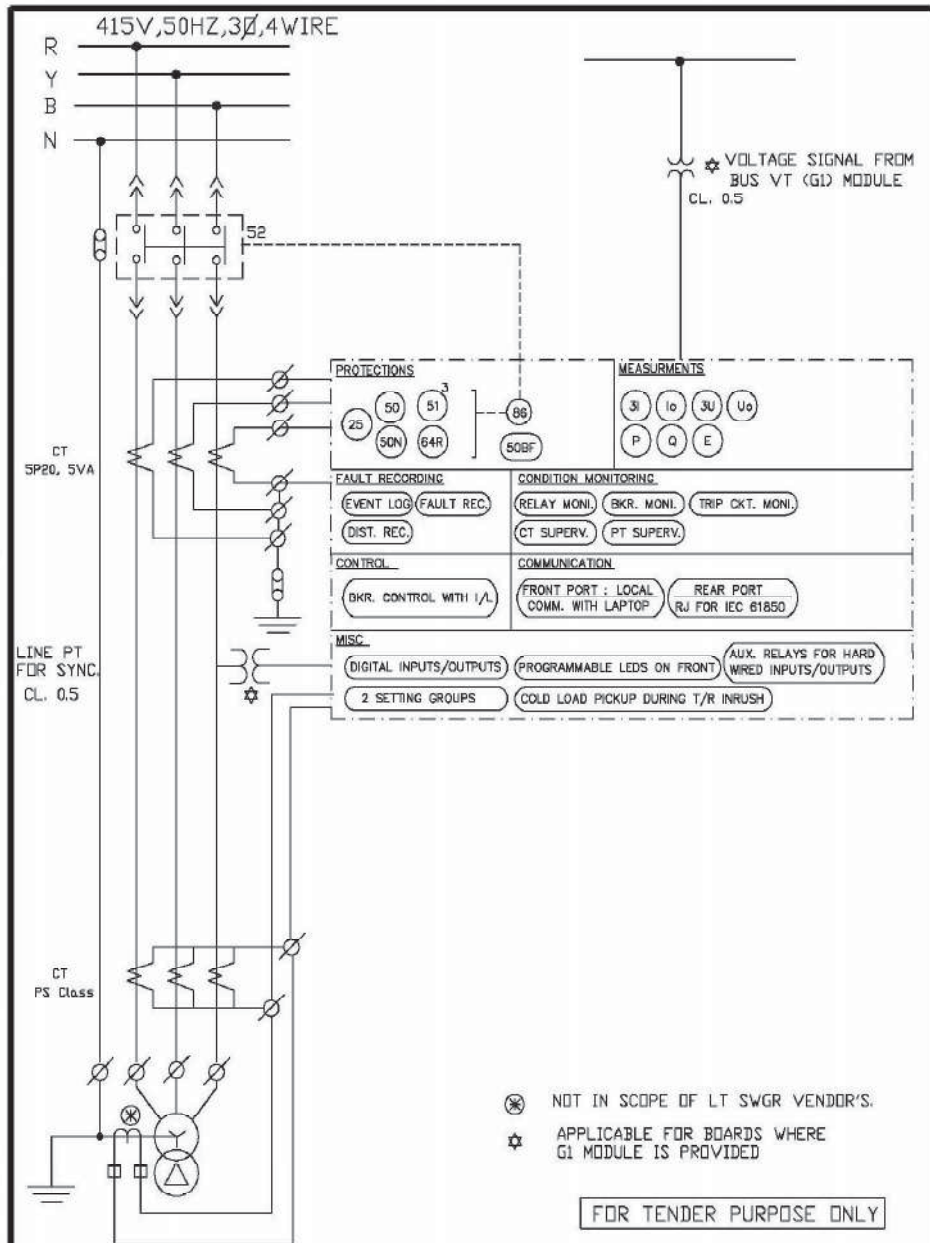 415V,50HZ,3Ø,4WIRE
R
Y
B
N
VOLTAGE SIGNAL FROM
BUS VT (G1) MODULE
CL. 0.5
52
PROTECTIONS
25
50
51
3
50N
64R
86
50BF
MEASURMENTS
3I
Io
3U
Uo
P
Q
E
CT
5P20, 5VA
FAULT RECORDING
EVENT LOG
FAULT REC.
DIST. REC.
CONDITION MONITORING
RELAY MONI.
BKR. MONI.
TRIP CKT. MONI.
CT SUPERV.
PT SUPERV.
CONTROL
BKR. CONTROL WITH I/L
COMMUNICATION
FRONT PORT : LOCAL
COMM. WITH LAPTOP
REAR PORT
RJ FOR IEC 61850
LINE PT
FOR SYNC.
CL. 0.5
MISC
DIGITAL INPUTS/OUTPUTS
PROGRAMMABLE LEDS ON FRONT
AUX. RELAYS FOR HARD
WIRED INPUTS/OUTPUTS
2 SETTING GROUPS
COLD LOAD PICKUP DURING T/R INRUSH
CT
PS Class
NOT IN SCOPE OF LT SWGR VENDOR'S.
APPLICABLE FOR BOARDS WHERE
G1 MODULE IS PROVIDED
FOR TENDER PURPOSE ONLY